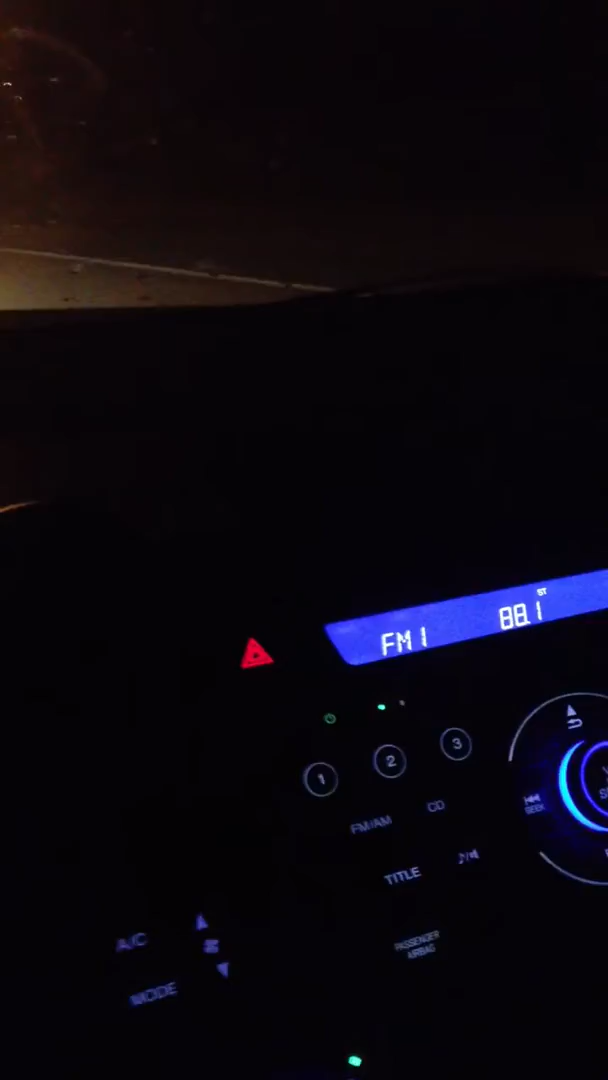 ST
FM1 88.1
1 2 3
FM/AM CD
SEEK
TITLE
A/C
PASSENGER
AIRBAG
MODE